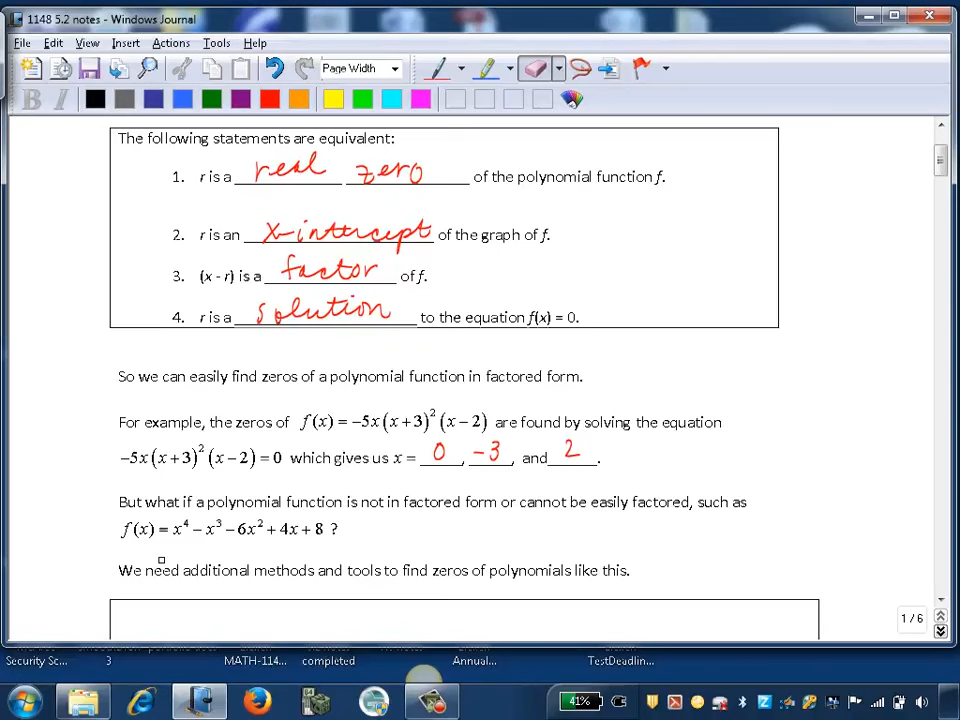 1148 5.2 notes - Windows Journal
File Edit View Insert Actions Tools Help
Page Width
B I
The following statements are equivalent:
1. r is a real zero of the polynomial function f.
2. r is an x-intercept of the graph of f.
3. (x - r) is a factor of f.
4. r is a solution to the equation f(x) = 0.
So we can easily find zeros of a polynomial function in factored form.
For example, the zeros of f(x) = −5x(x+3)²(x−2) are found by solving the equation
−5x(x+3)²(x−2) = 0 which gives us x = 0, −3, and 2.
But what if a polynomial function is not in factored form or cannot be easily factored, such as
f(x) = x⁴ − x³ − 6x² + 4x + 8 ?
We need additional methods and tools to find zeros of polynomials like this.
1 / 6
Security Sc... 3 MATH-114... completed Annual... TestDeadlin...
41%